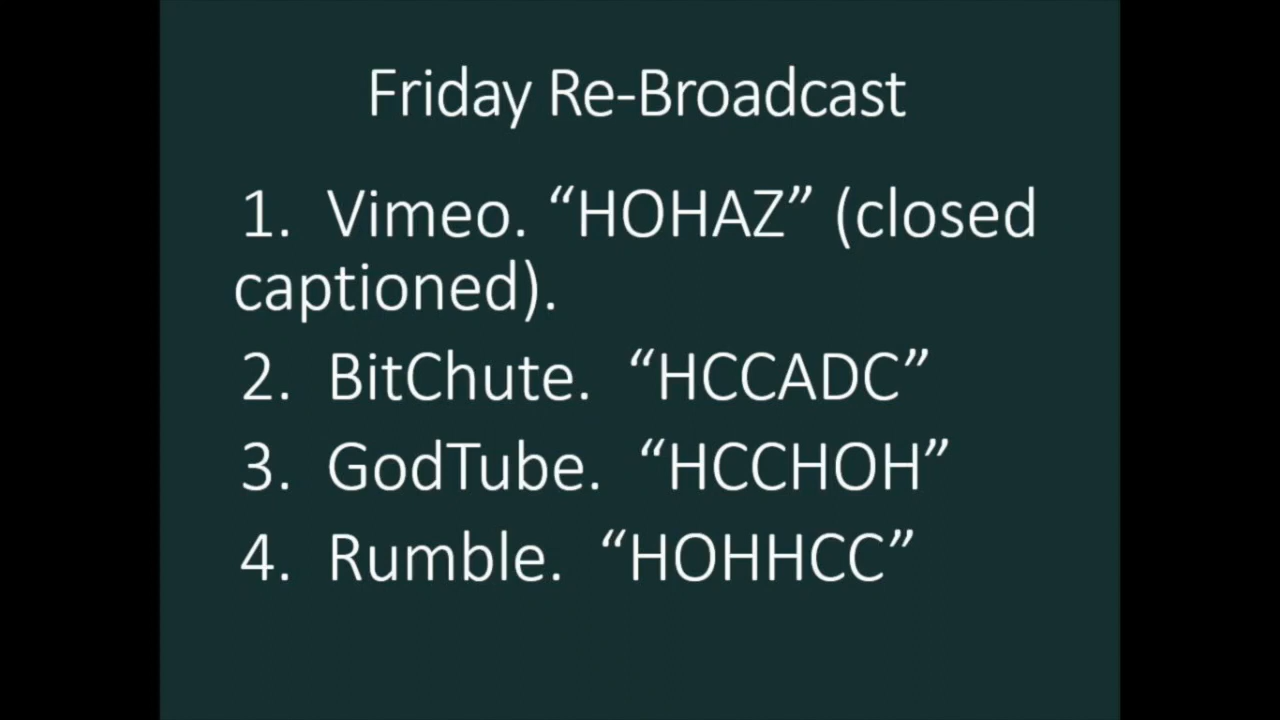 Friday Re-Broadcast
1. Vimeo. “HOHAZ” (closed
captioned).
2. BitChute. “HCCADC”
3. GodTube. “HCCHOH”
4. Rumble. “HOHHCC”